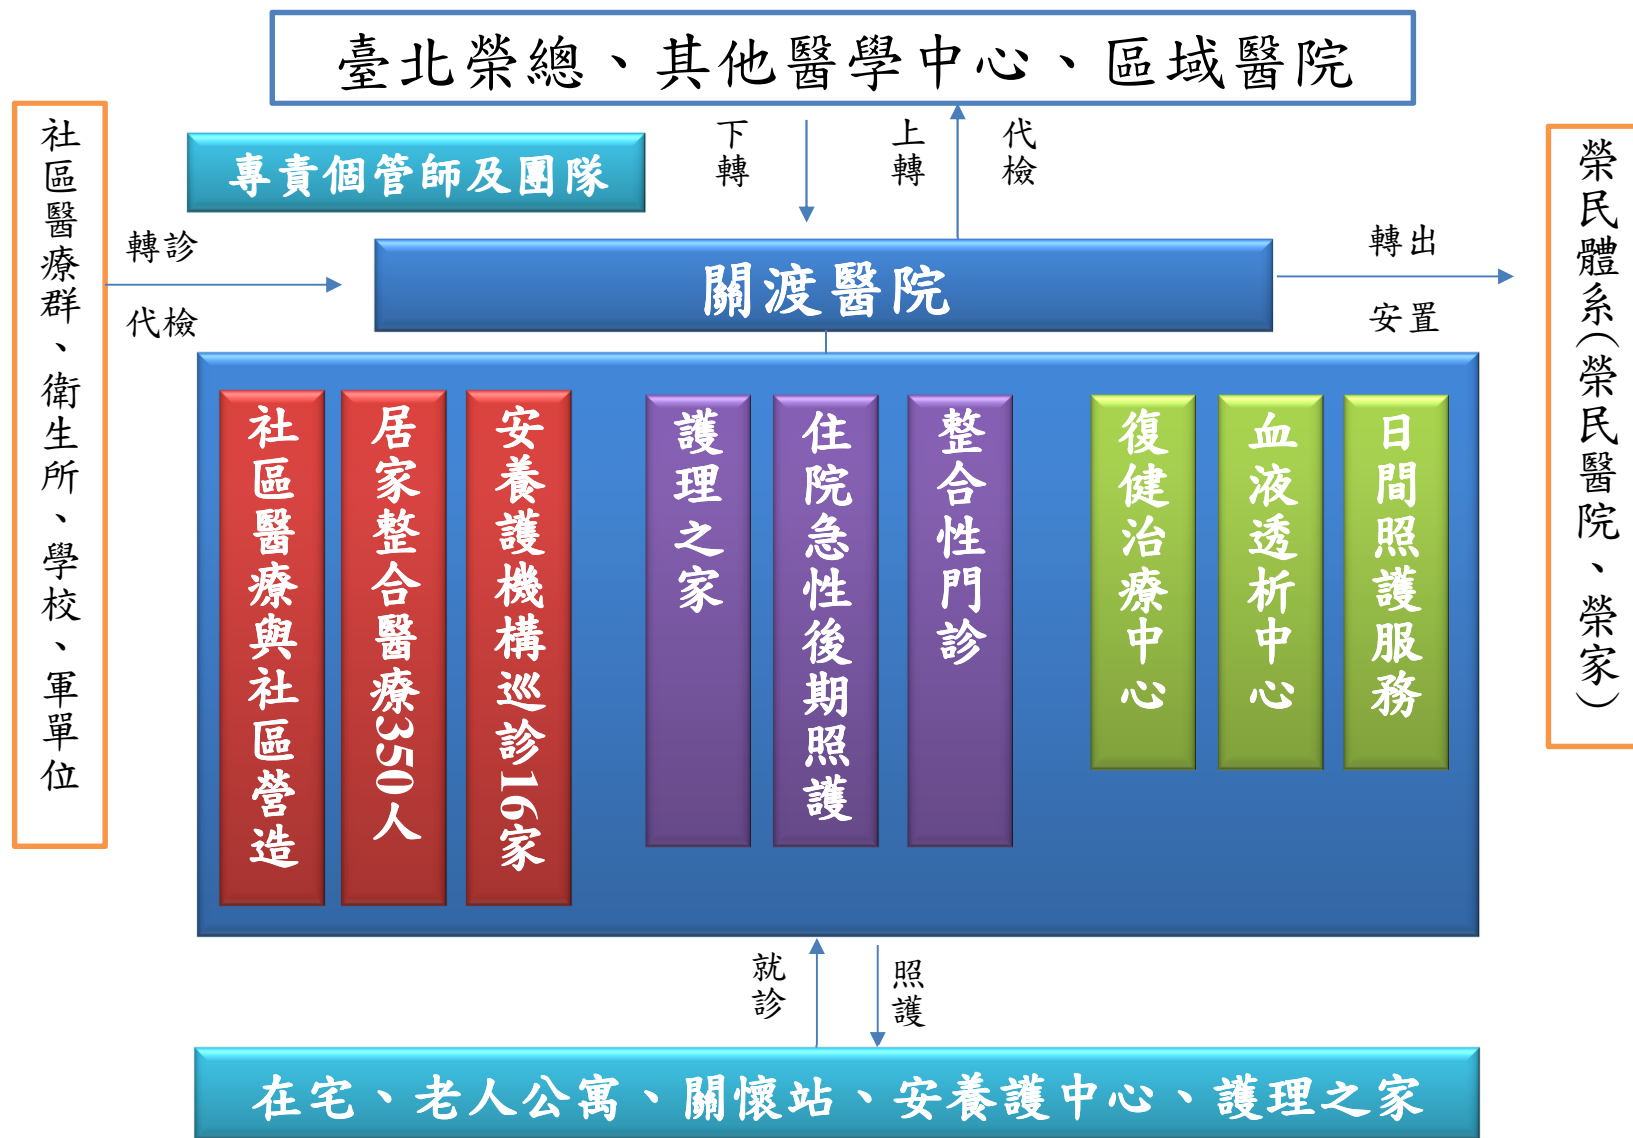 臺北榮總、其他醫學中心、區域醫院
專責個管師及團隊
下轉
上轉
代檢
社區醫療群、衛生所、學校、軍單位
轉診
代檢
關渡醫院
轉出
安置
榮民體系(榮民醫院、榮家)
社區醫療與社區營造
居家整合醫療350人
安養護機構巡診16家
護理之家
住院急性後期照護
整合性門診
復健治療中心
血液透析中心
日間照護服務
就診
照護
在宅、老人公寓、關懷站、安養護中心、護理之家